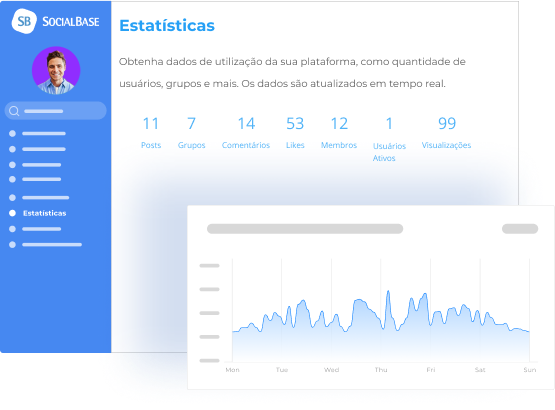 SB SOCIALBASE
Estatísticas
Estatísticas
Obtenha dados de utilização da sua plataforma, como quantidade de
usuários, grupos e mais. Os dados são atualizados em tempo real.
11 7 14 53 12 1 99
Posts Grupos Comentários Likes Membros Usuários Ativos Visualizações
Mon Tue Wed Thu Fri Sat Sun